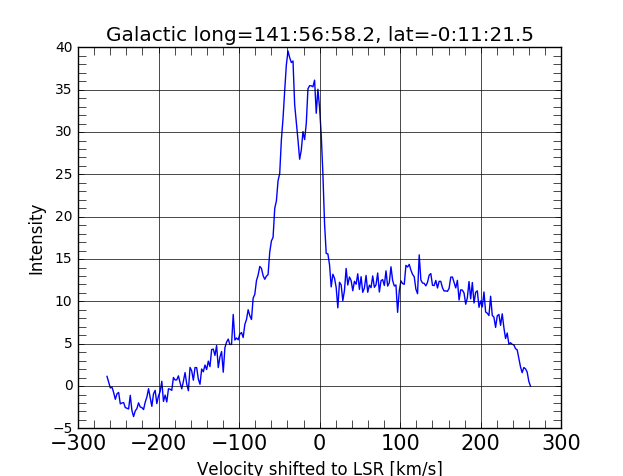 Galactic long=141:56:58.2, lat=-0:11:21.5
40
35
30
25
20
15
10
5
0
−5
Intensity
−300 −200 −100 0 100 200 300
Velocity shifted to LSR [km/s]